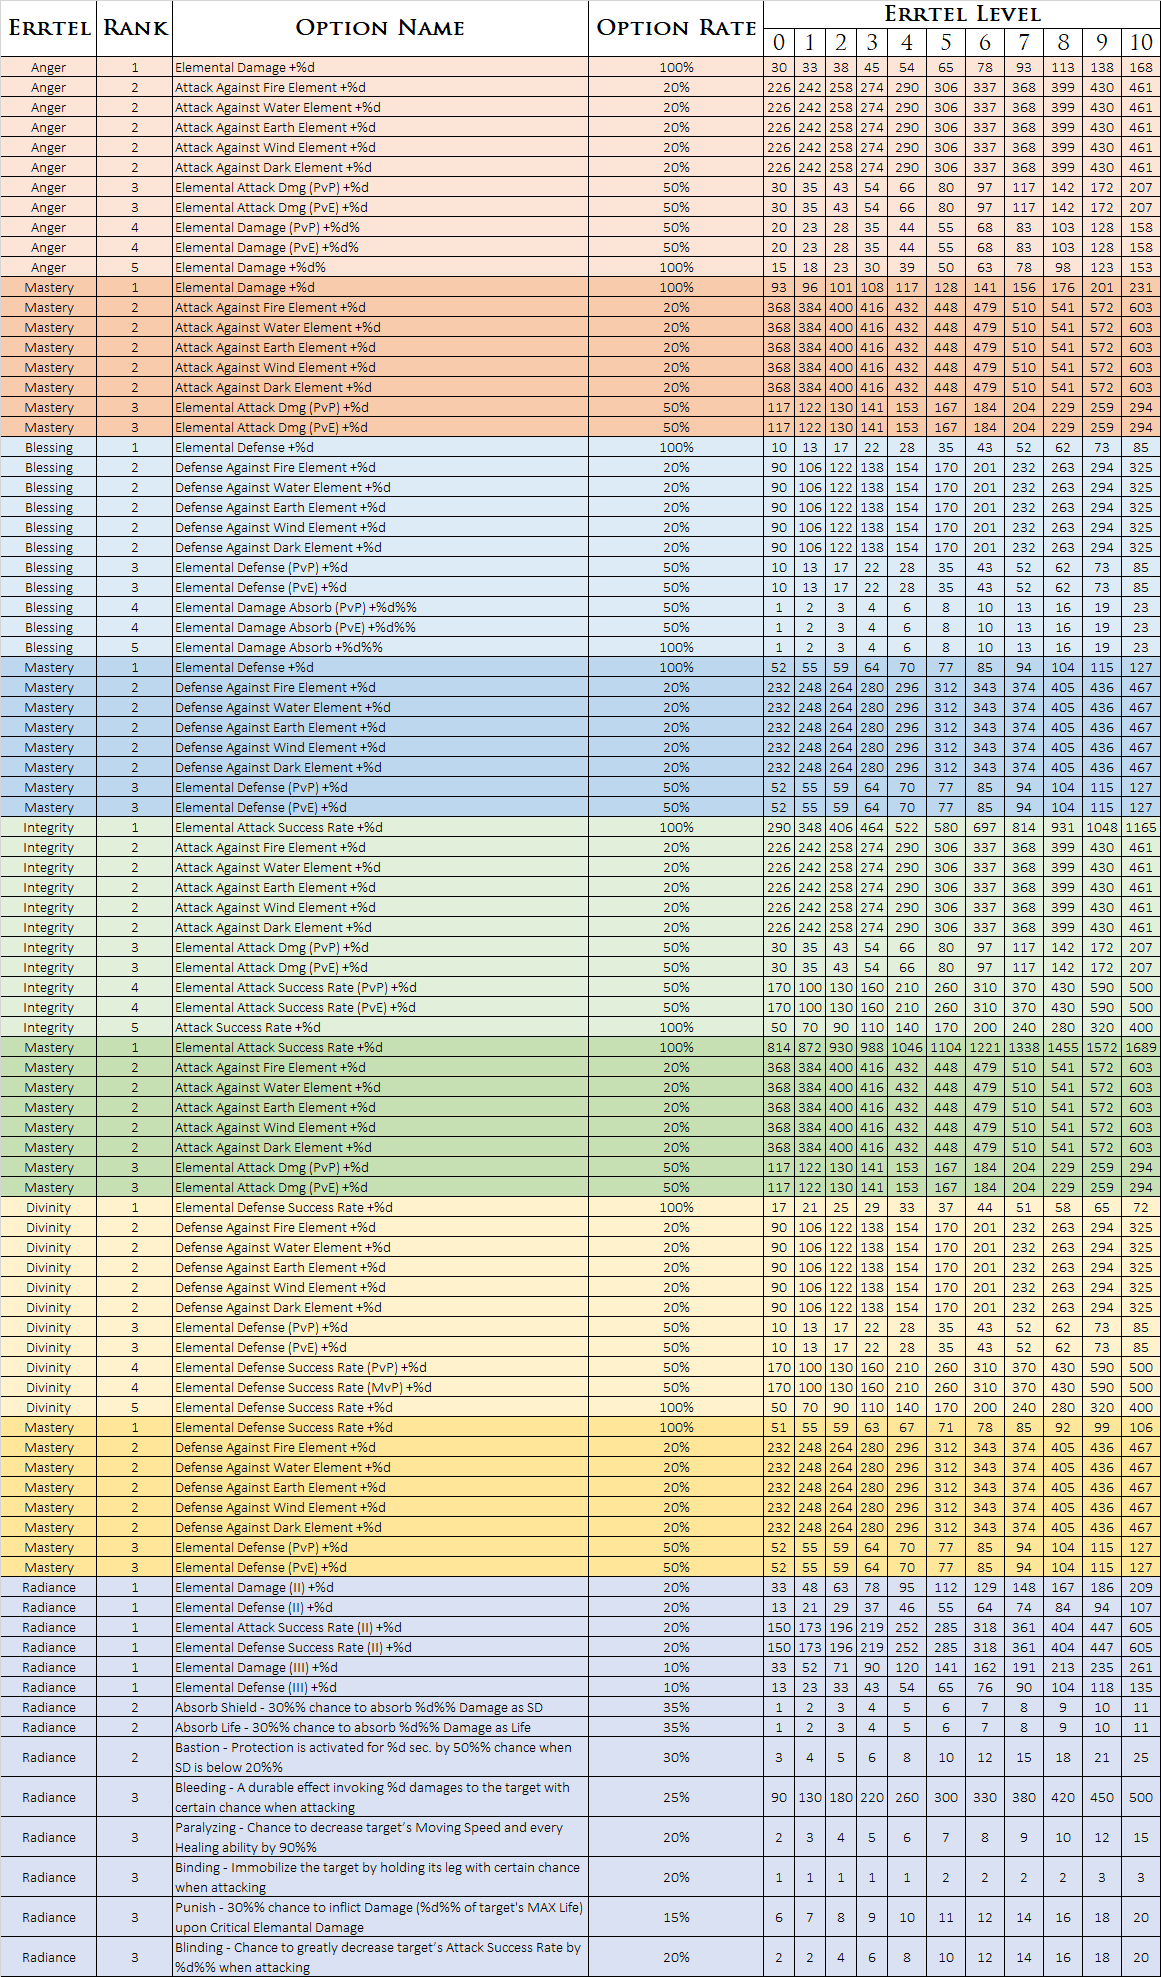 ERRTEL RANK OPTION NAME OPTION RATE ERRTEL LEVEL
0 1 2 3 4 5 6 7 8 9 10
Anger 1 Elemental Damage +%d 100% 30 33 38 45 54 65 78 93 113 138 168
Anger 2 Attack Against Fire Element +%d 20% 226 242 258 274 290 306 337 368 399 430 461
Anger 2 Attack Against Water Element +%d 20% 226 242 258 274 290 306 337 368 399 430 461
Anger 2 Attack Against Earth Element +%d 20% 226 242 258 274 290 306 337 368 399 430 461
Anger 2 Attack Against Wind Element +%d 20% 226 242 258 274 290 306 337 368 399 430 461
Anger 2 Attack Against Dark Element +%d 20% 226 242 258 274 290 306 337 368 399 430 461
Anger 3 Elemental Attack Dmg (PvP) +%d 50% 30 35 43 54 66 80 97 117 142 172 207
Anger 3 Elemental Attack Dmg (PvE) +%d 50% 30 35 43 54 66 80 97 117 142 172 207
Anger 4 Elemental Damage (PvP) +%d% 50% 20 23 28 35 44 55 68 83 103 128 158
Anger 4 Elemental Damage (PvE) +%d% 50% 20 23 28 35 44 55 68 83 103 128 158
Anger 5 Elemental Damage +%d% 100% 15 18 23 30 39 50 63 78 98 123 153
Mastery 1 Elemental Damage +%d 100% 93 96 101 108 117 128 141 156 176 201 231
Mastery 2 Attack Against Fire Element +%d 20% 368 384 400 416 432 448 479 510 541 572 603
Mastery 2 Attack Against Water Element +%d 20% 368 384 400 416 432 448 479 510 541 572 603
Mastery 2 Attack Against Earth Element +%d 20% 368 384 400 416 432 448 479 510 541 572 603
Mastery 2 Attack Against Wind Element +%d 20% 368 384 400 416 432 448 479 510 541 572 603
Mastery 2 Attack Against Dark Element +%d 20% 368 384 400 416 432 448 479 510 541 572 603
Mastery 3 Elemental Attack Dmg (PvP) +%d 50% 117 122 130 141 153 167 184 204 229 259 294
Mastery 3 Elemental Attack Dmg (PvE) +%d 50% 117 122 130 141 153 167 184 204 229 259 294
Blessing 1 Elemental Defense +%d 100% 10 13 17 22 28 35 43 52 62 73 85
Blessing 2 Defense Against Fire Element +%d 20% 90 106 122 138 154 170 201 232 263 294 325
Blessing 2 Defense Against Water Element +%d 20% 90 106 122 138 154 170 201 232 263 294 325
Blessing 2 Defense Against Earth Element +%d 20% 90 106 122 138 154 170 201 232 263 294 325
Blessing 2 Defense Against Wind Element +%d 20% 90 106 122 138 154 170 201 232 263 294 325
Blessing 2 Defense Against Dark Element +%d 20% 90 106 122 138 154 170 201 232 263 294 325
Blessing 3 Elemental Defense (PvP) +%d 50% 10 13 17 22 28 35 43 52 62 73 85
Blessing 3 Elemental Defense (PvE) +%d 50% 10 13 17 22 28 35 43 52 62 73 85
Blessing 4 Elemental Damage Absorb (PvP) +%d%% 50% 1 2 3 4 6 8 10 13 16 19 23
Blessing 4 Elemental Damage Absorb (PvE) +%d%% 50% 1 2 3 4 6 8 10 13 16 19 23
Blessing 5 Elemental Damage Absorb +%d%% 100% 1 2 3 4 6 8 10 13 16 19 23
Mastery 1 Elemental Defense +%d 100% 52 55 59 64 70 77 85 94 104 115 127
Mastery 2 Defense Against Fire Element +%d 20% 232 248 264 280 296 312 343 374 405 436 467
Mastery 2 Defense Against Water Element +%d 20% 232 248 264 280 296 312 343 374 405 436 467
Mastery 2 Defense Against Earth Element +%d 20% 232 248 264 280 296 312 343 374 405 436 467
Mastery 2 Defense Against Wind Element +%d 20% 232 248 264 280 296 312 343 374 405 436 467
Mastery 2 Defense Against Dark Element +%d 20% 232 248 264 280 296 312 343 374 405 436 467
Mastery 3 Elemental Defense (PvP) +%d 50% 52 55 59 64 70 77 85 94 104 115 127
Mastery 3 Elemental Defense (PvE) +%d 50% 52 55 59 64 70 77 85 94 104 115 127
Integrity 1 Elemental Attack Success Rate +%d 100% 290 348 406 464 522 580 697 814 931 1048 1165
Integrity 2 Attack Against Fire Element +%d 20% 226 242 258 274 290 306 337 368 399 430 461
Integrity 2 Attack Against Water Element +%d 20% 226 242 258 274 290 306 337 368 399 430 461
Integrity 2 Attack Against Earth Element +%d 20% 226 242 258 274 290 306 337 368 399 430 461
Integrity 2 Attack Against Wind Element +%d 20% 226 242 258 274 290 306 337 368 399 430 461
Integrity 2 Attack Against Dark Element +%d 20% 226 242 258 274 290 306 337 368 399 430 461
Integrity 3 Elemental Attack Dmg (PvP) +%d 50% 30 35 43 54 66 80 97 117 142 172 207
Integrity 3 Elemental Attack Dmg (PvE) +%d 50% 30 35 43 54 66 80 97 117 142 172 207
Integrity 4 Elemental Attack Success Rate (PvP) +%d 50% 170 100 130 160 210 260 310 370 430 590 500
Integrity 4 Elemental Attack Success Rate (PvE) +%d 50% 170 100 130 160 210 260 310 370 430 590 500
Integrity 5 Attack Success Rate +%d 100% 50 70 90 110 140 170 200 240 280 320 400
Mastery 1 Elemental Attack Success Rate +%d 100% 814 872 930 988 1046 1104 1221 1338 1455 1572 1689
Mastery 2 Attack Against Fire Element +%d 20% 368 384 400 416 432 448 479 510 541 572 603
Mastery 2 Attack Against Water Element +%d 20% 368 384 400 416 432 448 479 510 541 572 603
Mastery 2 Attack Against Earth Element +%d 20% 368 384 400 416 432 448 479 510 541 572 603
Mastery 2 Attack Against Wind Element +%d 20% 368 384 400 416 432 448 479 510 541 572 603
Mastery 2 Attack Against Dark Element +%d 20% 368 384 400 416 432 448 479 510 541 572 603
Mastery 3 Elemental Attack Dmg (PvP) +%d 50% 117 122 130 141 153 167 184 204 229 259 294
Mastery 3 Elemental Attack Dmg (PvE) +%d 50% 117 122 130 141 153 167 184 204 229 259 294
Divinity 1 Elemental Defense Success Rate +%d 100% 17 21 25 29 33 37 44 51 58 65 72
Divinity 2 Defense Against Fire Element +%d 20% 90 106 122 138 154 170 201 232 263 294 325
Divinity 2 Defense Against Water Element +%d 20% 90 106 122 138 154 170 201 232 263 294 325
Divinity 2 Defense Against Earth Element +%d 20% 90 106 122 138 154 170 201 232 263 294 325
Divinity 2 Defense Against Wind Element +%d 20% 90 106 122 138 154 170 201 232 263 294 325
Divinity 2 Defense Against Dark Element +%d 20% 90 106 122 138 154 170 201 232 263 294 325
Divinity 3 Elemental Defense (PvP) +%d 50% 10 13 17 22 28 35 43 52 62 73 85
Divinity 3 Elemental Defense (PvE) +%d 50% 10 13 17 22 28 35 43 52 62 73 85
Divinity 4 Elemental Defense Success Rate (PvP) +%d 50% 170 100 130 160 210 260 310 370 430 590 500
Divinity 4 Elemental Defense Success Rate (MvP) +%d 50% 170 100 130 160 210 260 310 370 430 590 500
Divinity 5 Elemental Defense Success Rate +%d 100% 50 70 90 110 140 170 200 240 280 320 400
Mastery 1 Elemental Defense Success Rate +%d 100% 51 55 59 63 67 71 78 85 92 99 106
Mastery 2 Defense Against Fire Element +%d 20% 232 248 264 280 296 312 343 374 405 436 467
Mastery 2 Defense Against Water Element +%d 20% 232 248 264 280 296 312 343 374 405 436 467
Mastery 2 Defense Against Earth Element +%d 20% 232 248 264 280 296 312 343 374 405 436 467
Mastery 2 Defense Against Wind Element +%d 20% 232 248 264 280 296 312 343 374 405 436 467
Mastery 2 Defense Against Dark Element +%d 20% 232 248 264 280 296 312 343 374 405 436 467
Mastery 3 Elemental Defense (PvP) +%d 50% 52 55 59 64 70 77 85 94 104 115 127
Mastery 3 Elemental Defense (PvE) +%d 50% 52 55 59 64 70 77 85 94 104 115 127
Radiance 1 Elemental Damage (II) +%d 20% 33 48 63 78 95 112 129 148 167 186 209
Radiance 1 Elemental Defense (II) +%d 20% 13 21 29 37 46 55 64 74 84 94 107
Radiance 1 Elemental Attack Success Rate (II) +%d 20% 150 173 196 219 252 285 318 361 404 447 605
Radiance 1 Elemental Defense Success Rate (II) +%d 20% 150 173 196 219 252 285 318 361 404 447 605
Radiance 1 Elemental Damage (III) +%d 10% 33 52 71 90 120 141 162 191 213 235 261
Radiance 1 Elemental Defense (III) +%d 10% 13 23 33 43 54 65 76 90 104 118 135
Radiance 2 Absorb Shield - 30%% chance to absorb %d%% Damage as SD 35% 1 2 3 4 5 6 7 8 9 10 11
Radiance 2 Absorb Life - 30%% chance to absorb %d%% Damage as Life 35% 1 2 3 4 5 6 7 8 9 10 11
Radiance 2 Bastion - Protection is activated for %d sec. by 50%% chance when
SD is below 20%% 30% 3 4 5 6 8 10 12 15 18 21 25
Radiance 3 Bleeding - A durable effect invoking %d damages to the target with
certain chance when attacking 25% 90 130 180 220 260 300 330 380 420 450 500
Radiance 3 Paralyzing - Chance to decrease target's Moving Speed and every
Healing ability by 90%% 20% 2 3 4 5 6 7 8 9 10 12 15
Radiance 3 Binding - Immobilize the target by holding its leg with certain chance
when attacking 20% 1 1 1 1 1 2 2 2 2 3 3
Radiance 3 Punish - 30%% chance to inflict Damage (%d%% of target's MAX Life)
upon Critical Elemantal Damage 15% 6 7 8 9 10 11 12 14 16 18 20
Radiance 3 Blinding - Chance to greatly decrease target's Attack Success Rate by
%d%% when attacking 20% 2 2 4 6 8 10 12 14 16 18 20